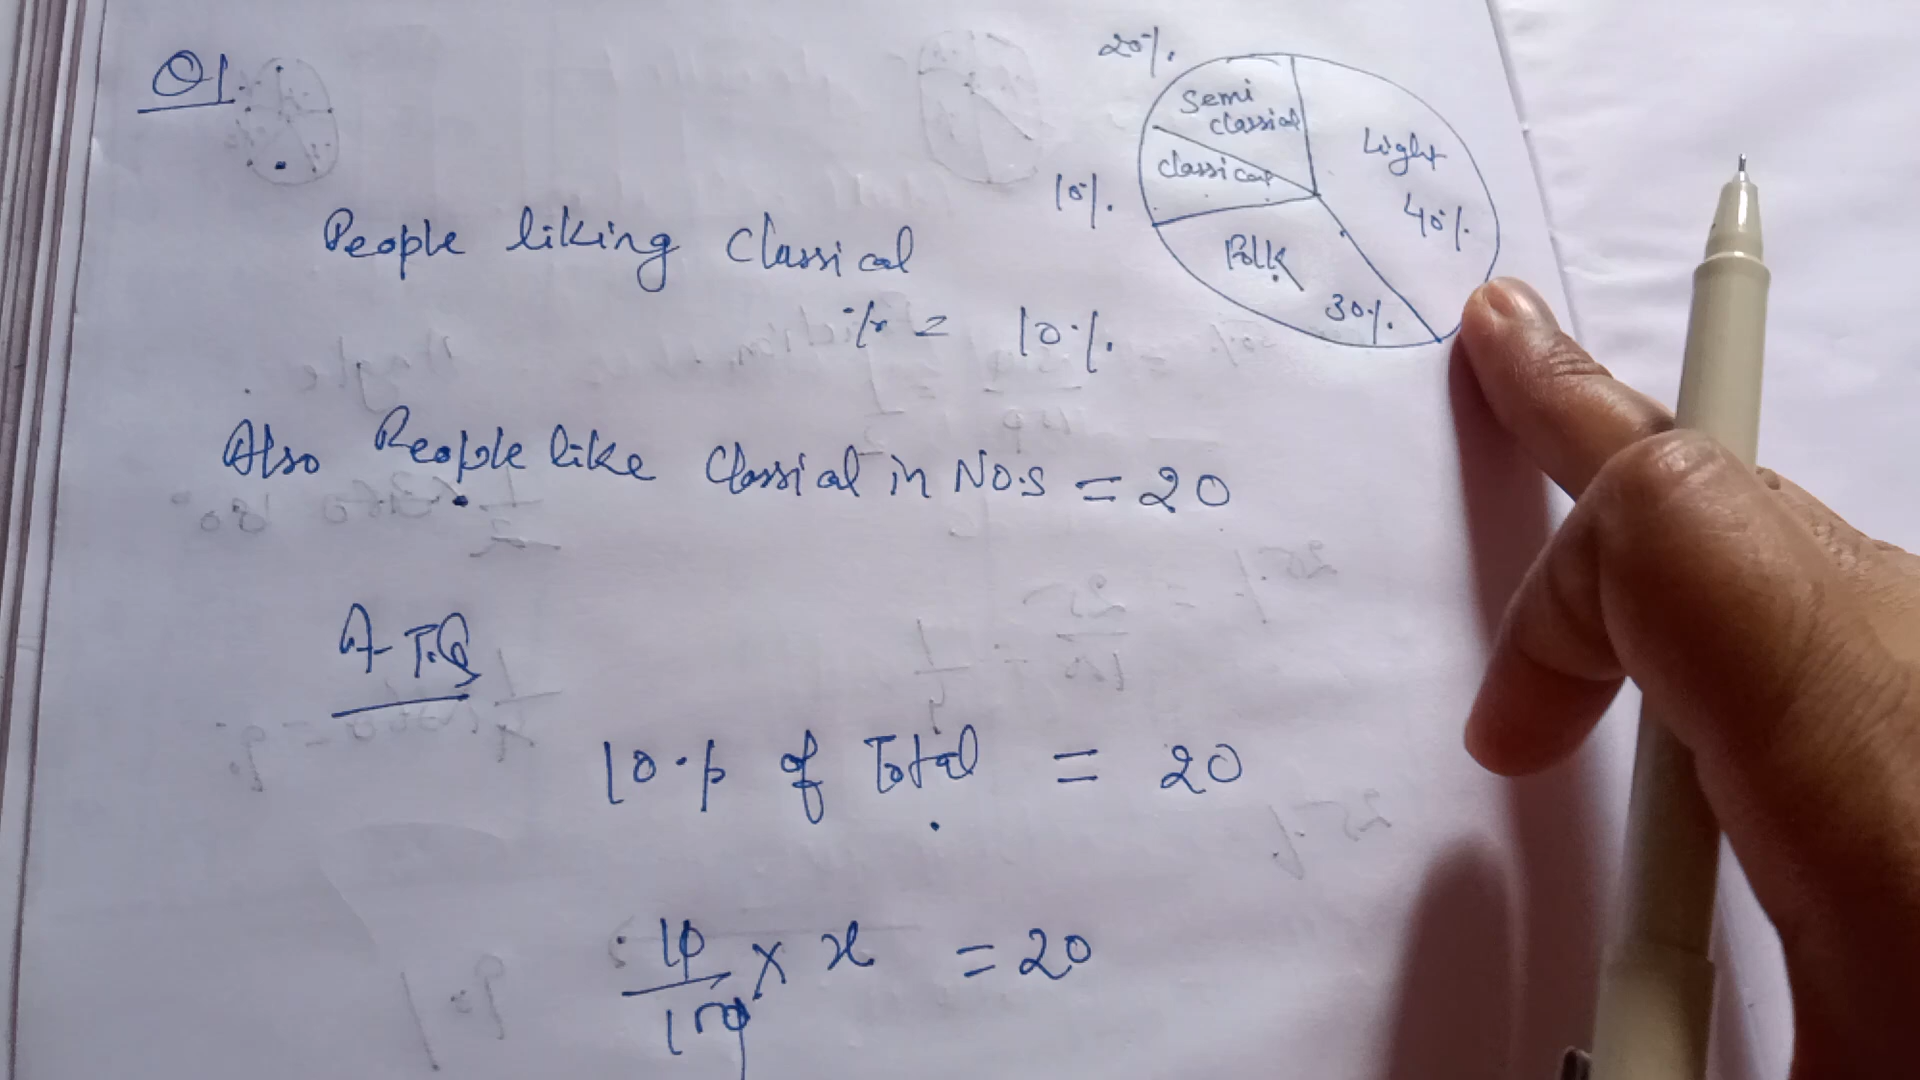 Q1.
20%.
Semi
classical
Light
40%.
classical
10%.
Folk
30%.
People liking Classical
% = 10%.
Also People like Classical in NO.S = 20
A.T.Q
10% of Total = 20
10/100 × x = 20